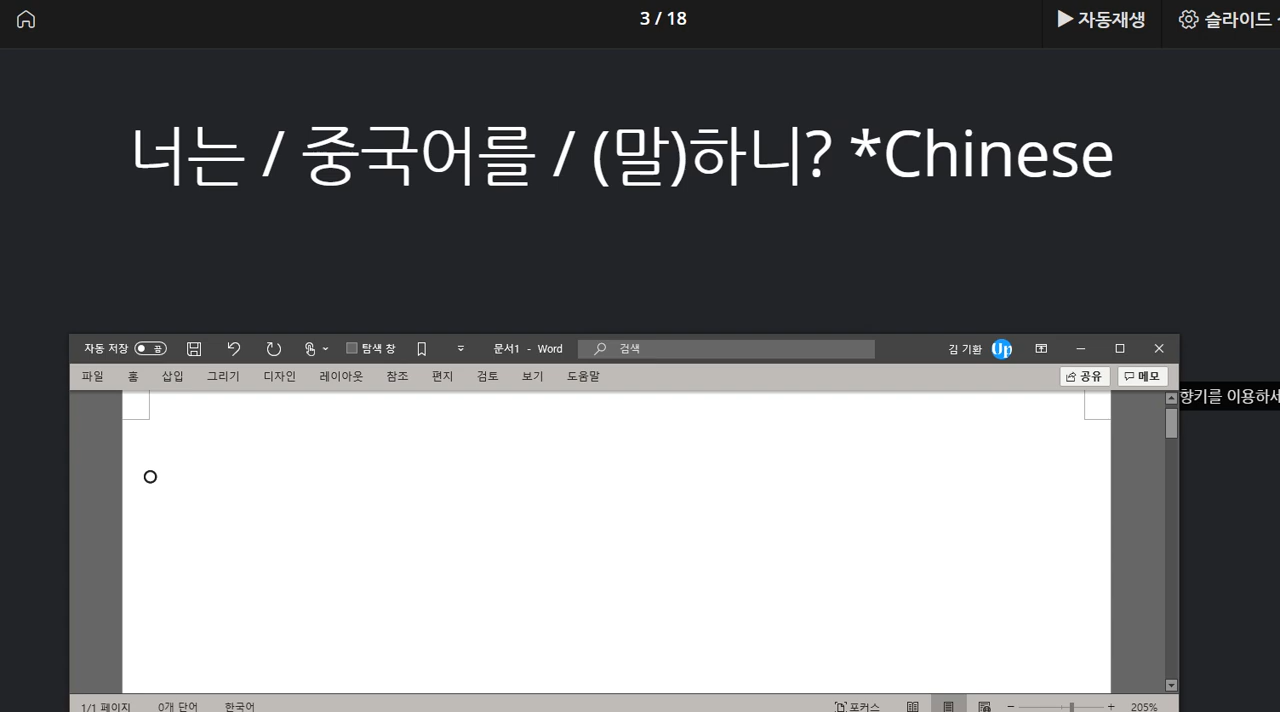 3 / 18
자동재생
슬라이드
너는 / 중국어를 / (말)하니? *Chinese
자동 저장 끔 탐색 창 문서1 - Word 검색 김 기환 Up
파일 홈 삽입 그리기 디자인 레이아웃 참조 편지 검토 보기 도움말 공유 메모
향키를 이용하세
1/1 페이지 0개 단어 한국어 포커스 205%